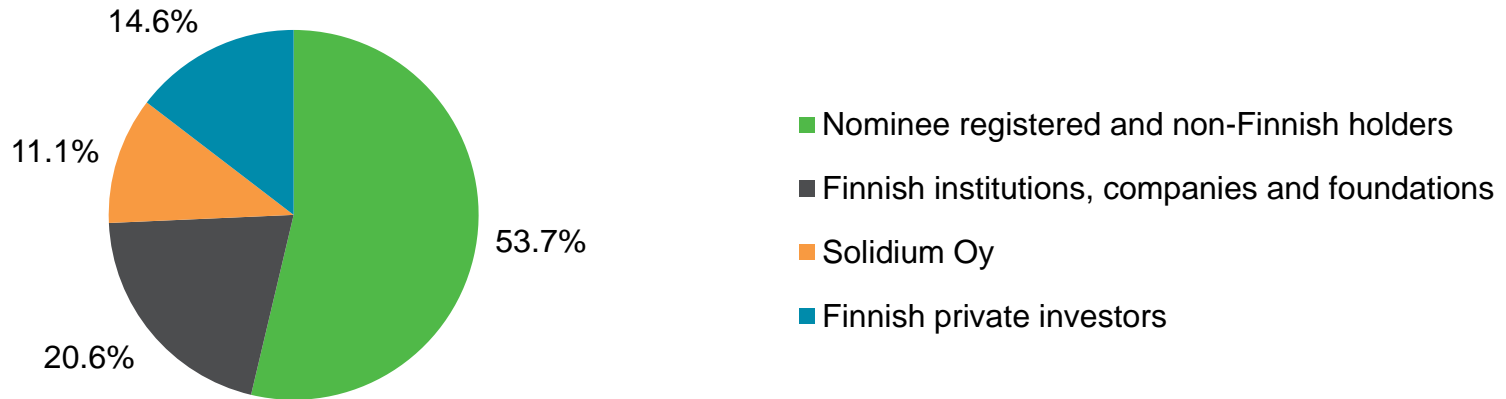 14.6%
11.1%
20.6%
53.7%
Nominee registered and non-Finnish holders
Finnish institutions, companies and foundations
Solidium Oy
Finnish private investors